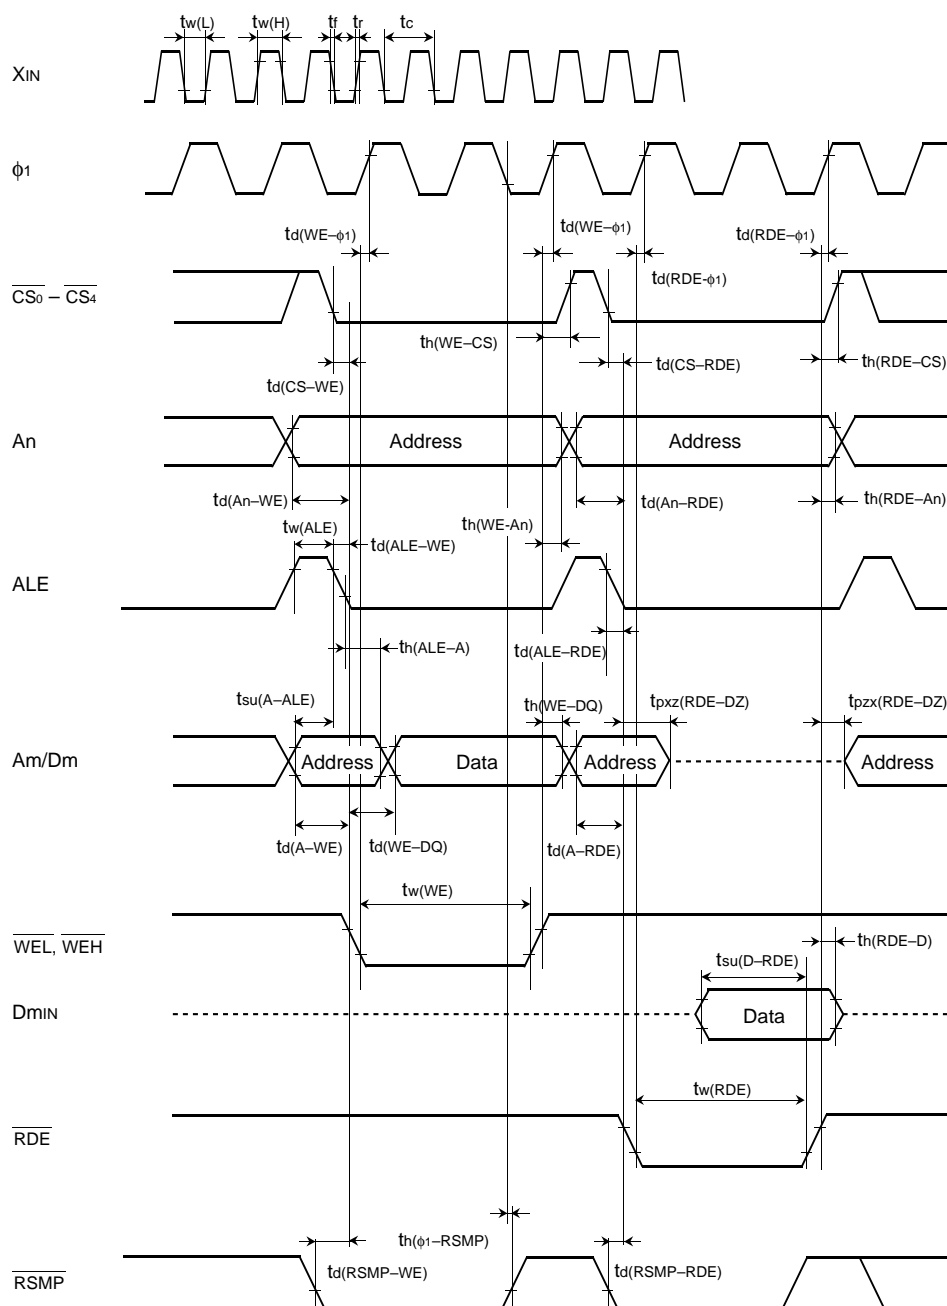 tw(L) tw(H) tf tr tc
XIN
ϕ1
td(WE–ϕ1) td(WE–ϕ1) td(RDE–ϕ1)
td(RDE-ϕ1)
CS0 – CS4
th(WE–CS)
td(CS–WE) td(CS–RDE) th(RDE–CS)
An Address Address
td(An–WE) td(An–RDE) th(RDE–An)
tw(ALE) th(WE-An)
td(ALE–WE)
ALE
th(ALE–A) td(ALE–RDE)
tsu(A–ALE) th(WE–DQ) tpxz(RDE–DZ) tpzx(RDE–DZ)
Am/Dm Address Data Address Address
td(A–WE) td(WE–DQ) td(A–RDE)
tw(WE)
WEL, WEH
th(RDE–D)
tsu(D–RDE)
DmIN Data
tw(RDE)
RDE
th(ϕ1–RSMP)
td(RSMP–WE) td(RSMP–RDE)
RSMP